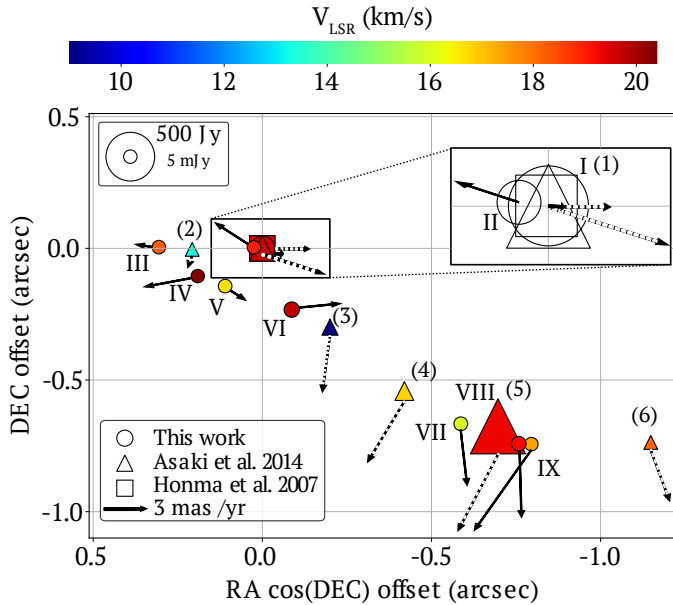 V_LSR (km/s)
10 12 14 16 18 20
500 Jy
5 mJy
I (1)
II
(2)
III
IV
V
VI
(3)
(4)
VIII (5)
VII
IX
(6)
This work
Asaki et al. 2014
Honma et al. 2007
3 mas /yr
0.5
0.0
-0.5
-1.0
DEC offset (arcsec)
0.5 0.0 -0.5 -1.0
RA cos(DEC) offset (arcsec)